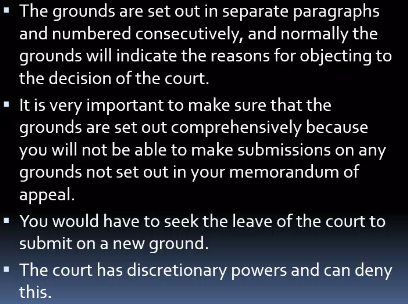 ▪ The grounds are set out in separate paragraphs
and numbered consecutively, and normally the
grounds will indicate the reasons for objecting to
the decision of the court.
▪ It is very important to make sure that the
grounds are set out comprehensively because
you will not be able to make submissions on any
grounds not set out in your memorandum of
appeal.
▪ You would have to seek the leave of the court to
submit on a new ground.
▪ The court has discretionary powers and can deny
this.